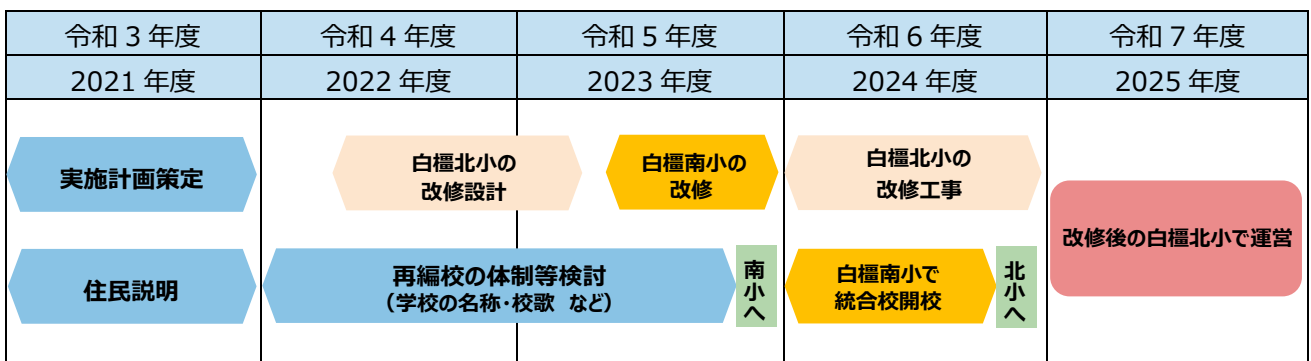 令和３年度
令和４年度
令和５年度
令和６年度
令和７年度
2021 年度
2022 年度
2023 年度
2024 年度
2025 年度
実施計画策定
白橿北小の
改修設計
白橿南小の
改修
白橿北小の
改修工事
改修後の白橿北小で運営
住民説明
再編校の体制等検討
（学校の名称・校歌 など）
南小へ
白橿南小で
統合校開校
北小へ